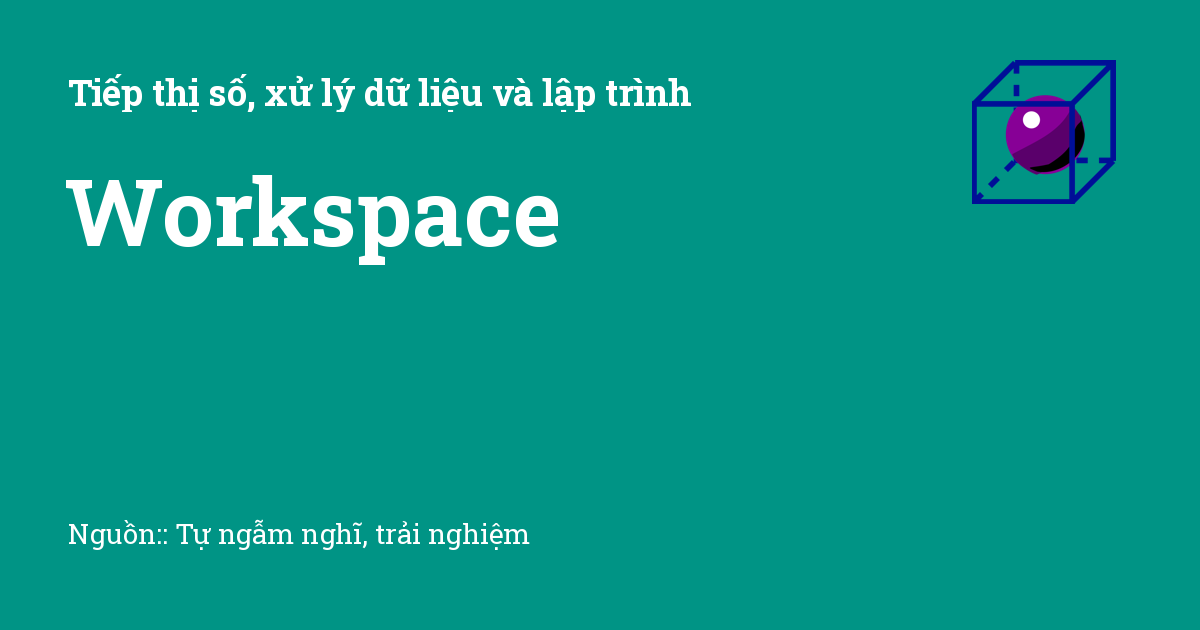 Tiếp thị số, xử lý dữ liệu và lập trình
Workspace
Nguồn:: Tự ngẫm nghĩ, trải nghiệm